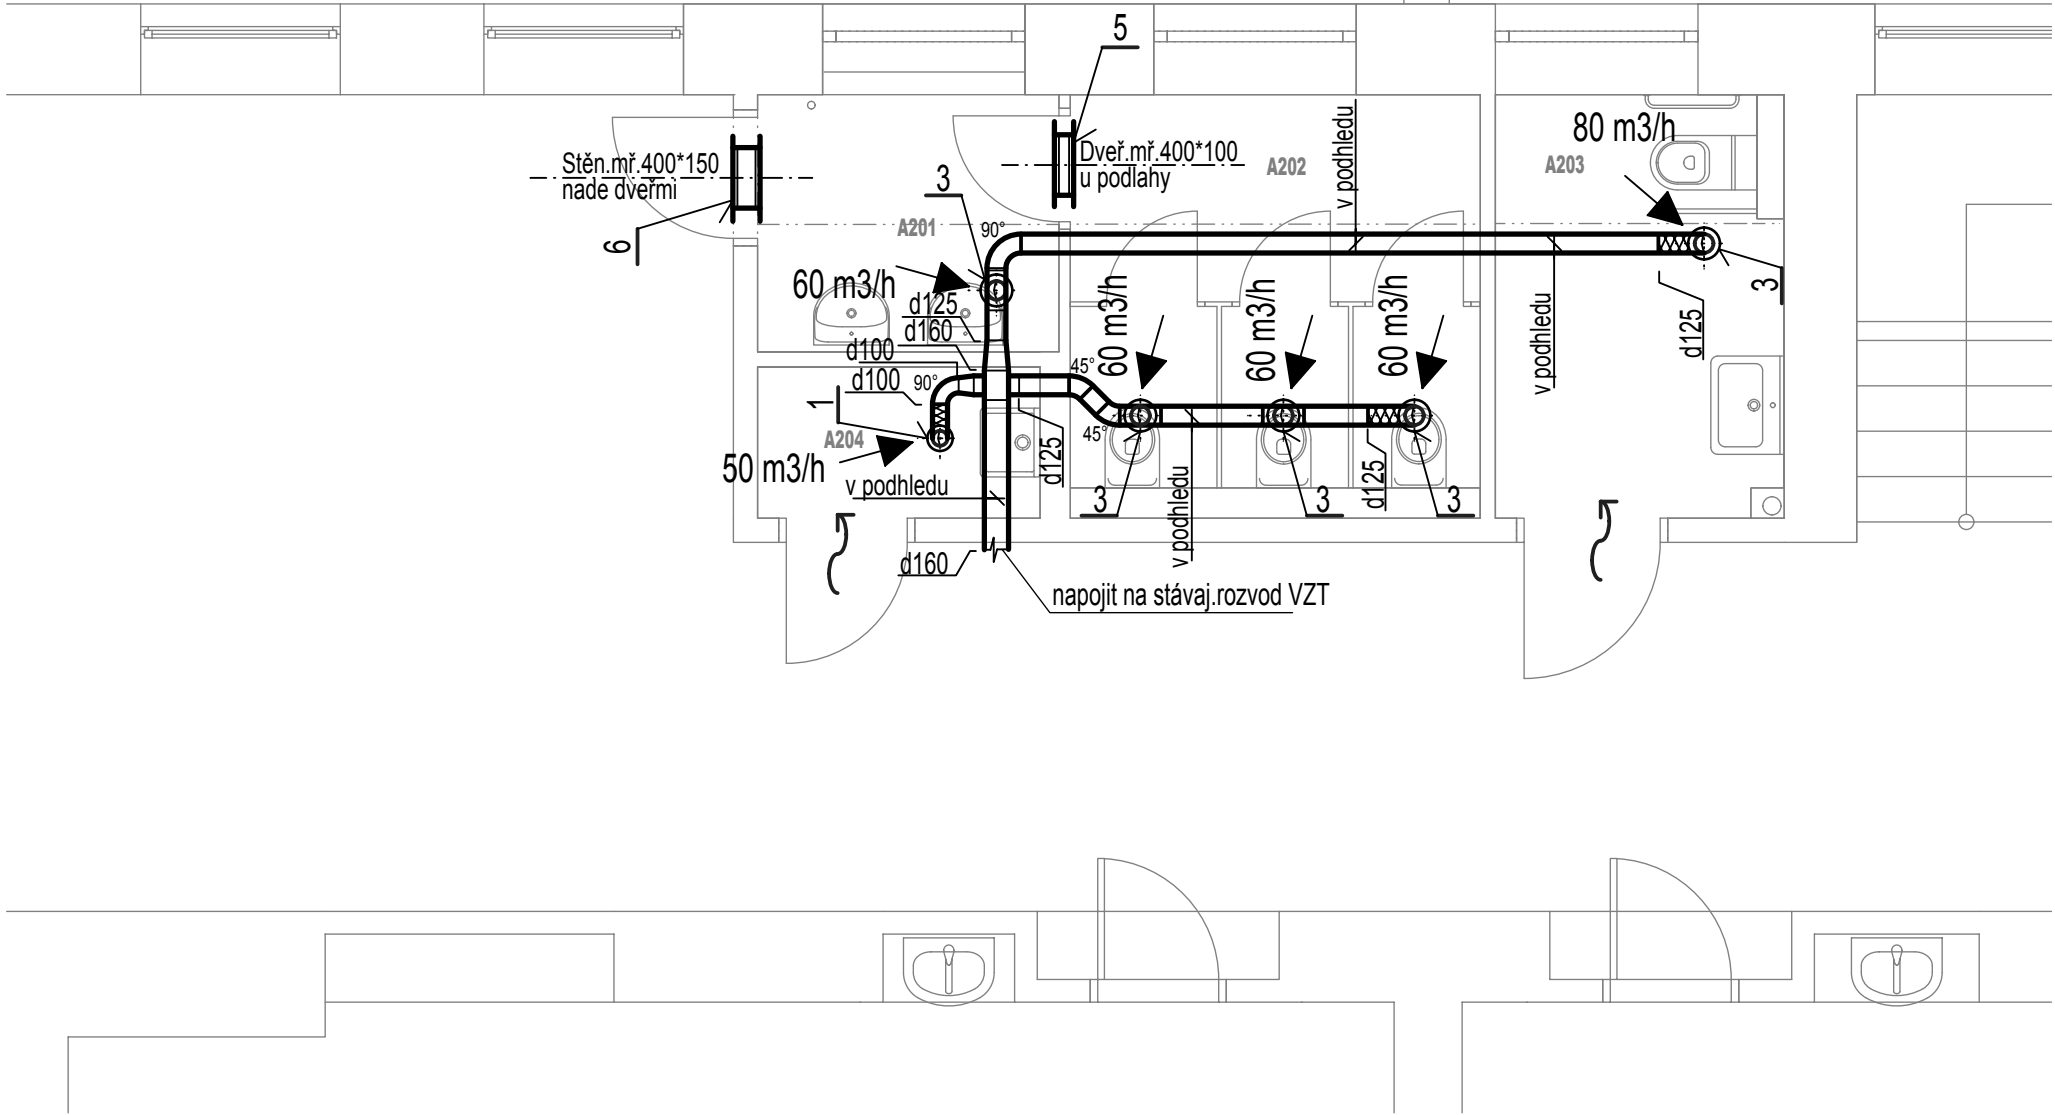 5
80 m3/h
Stěn.mř.400*150
nade dveřmi
Dveř.mř.400*100
u podlahy
v podhledu
A202
A203
3
A201
90°
6
60 m3/h
d125
d160
d100
d100
90°
45°
45°
60 m3/h
60 m3/h
60 m3/h
v podhledu
d125
3
1
A204
50 m3/h
v podhledu
d125
3
v podhledu
3
d125
3
d160
napojit na stávaj.rozvod VZT